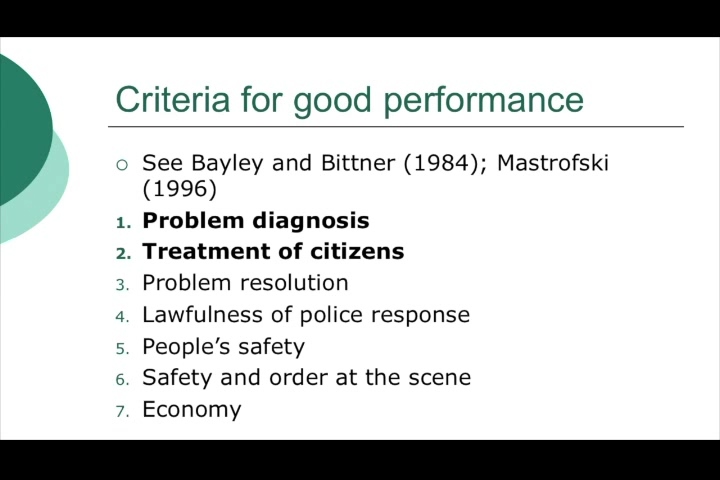 Criteria for good performance
○ See Bayley and Bittner (1984); Mastrofski
(1996)
1. Problem diagnosis
2. Treatment of citizens
3. Problem resolution
4. Lawfulness of police response
5. People’s safety
6. Safety and order at the scene
7. Economy